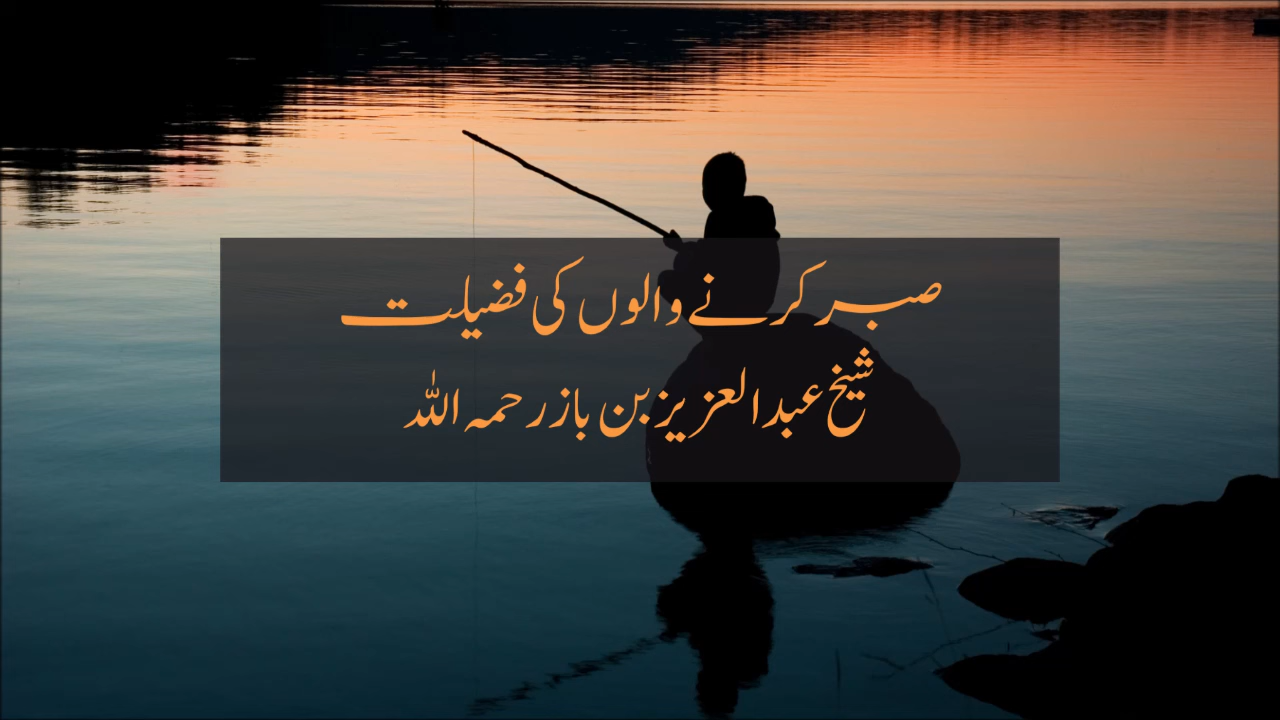 صبر کرنے والوں کی فضیلت
شیخ عبدالعزیز بن باز رحمہ اللہ